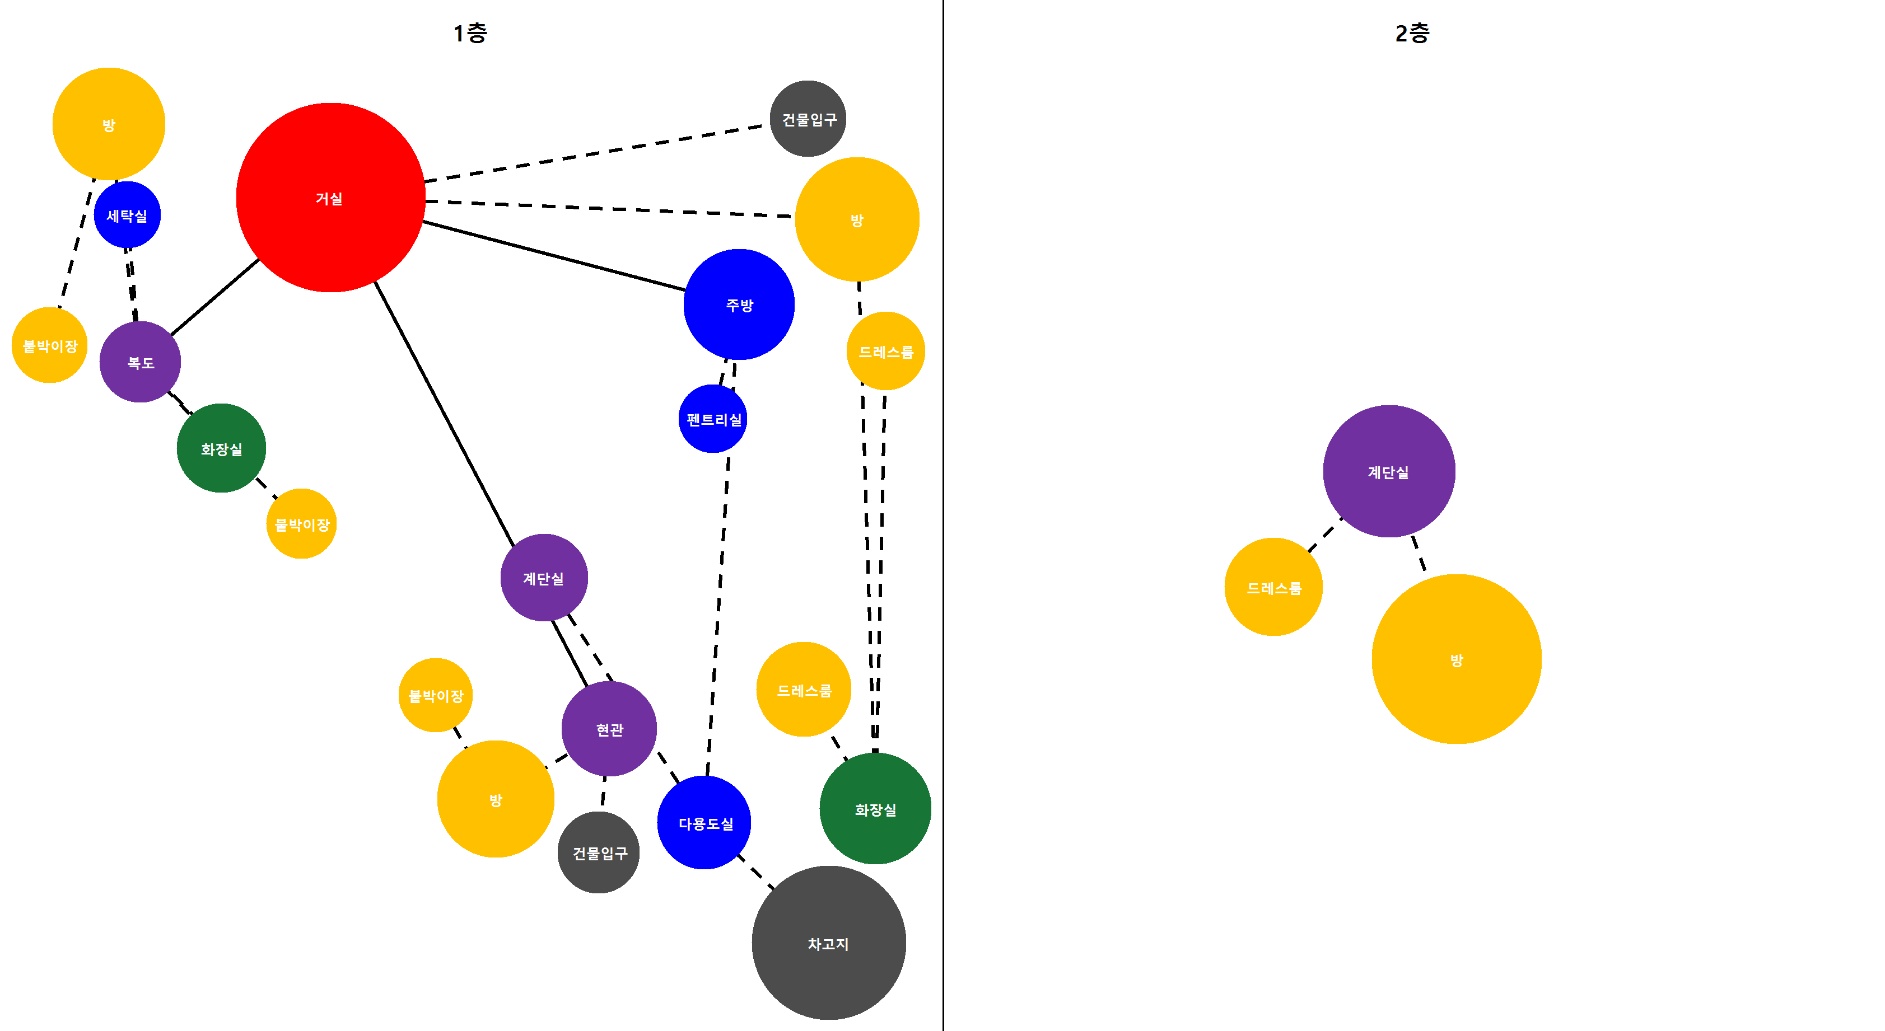 1층
2층
방
건물입구
거실
세탁실
방
주방
붙박이장
복도
드레스룸
펜트리실
화장실
붙박이장
계단실
계단실
드레스룸
방
붙박이장
드레스룸
현관
방
다용도실
화장실
건물입구
차고지